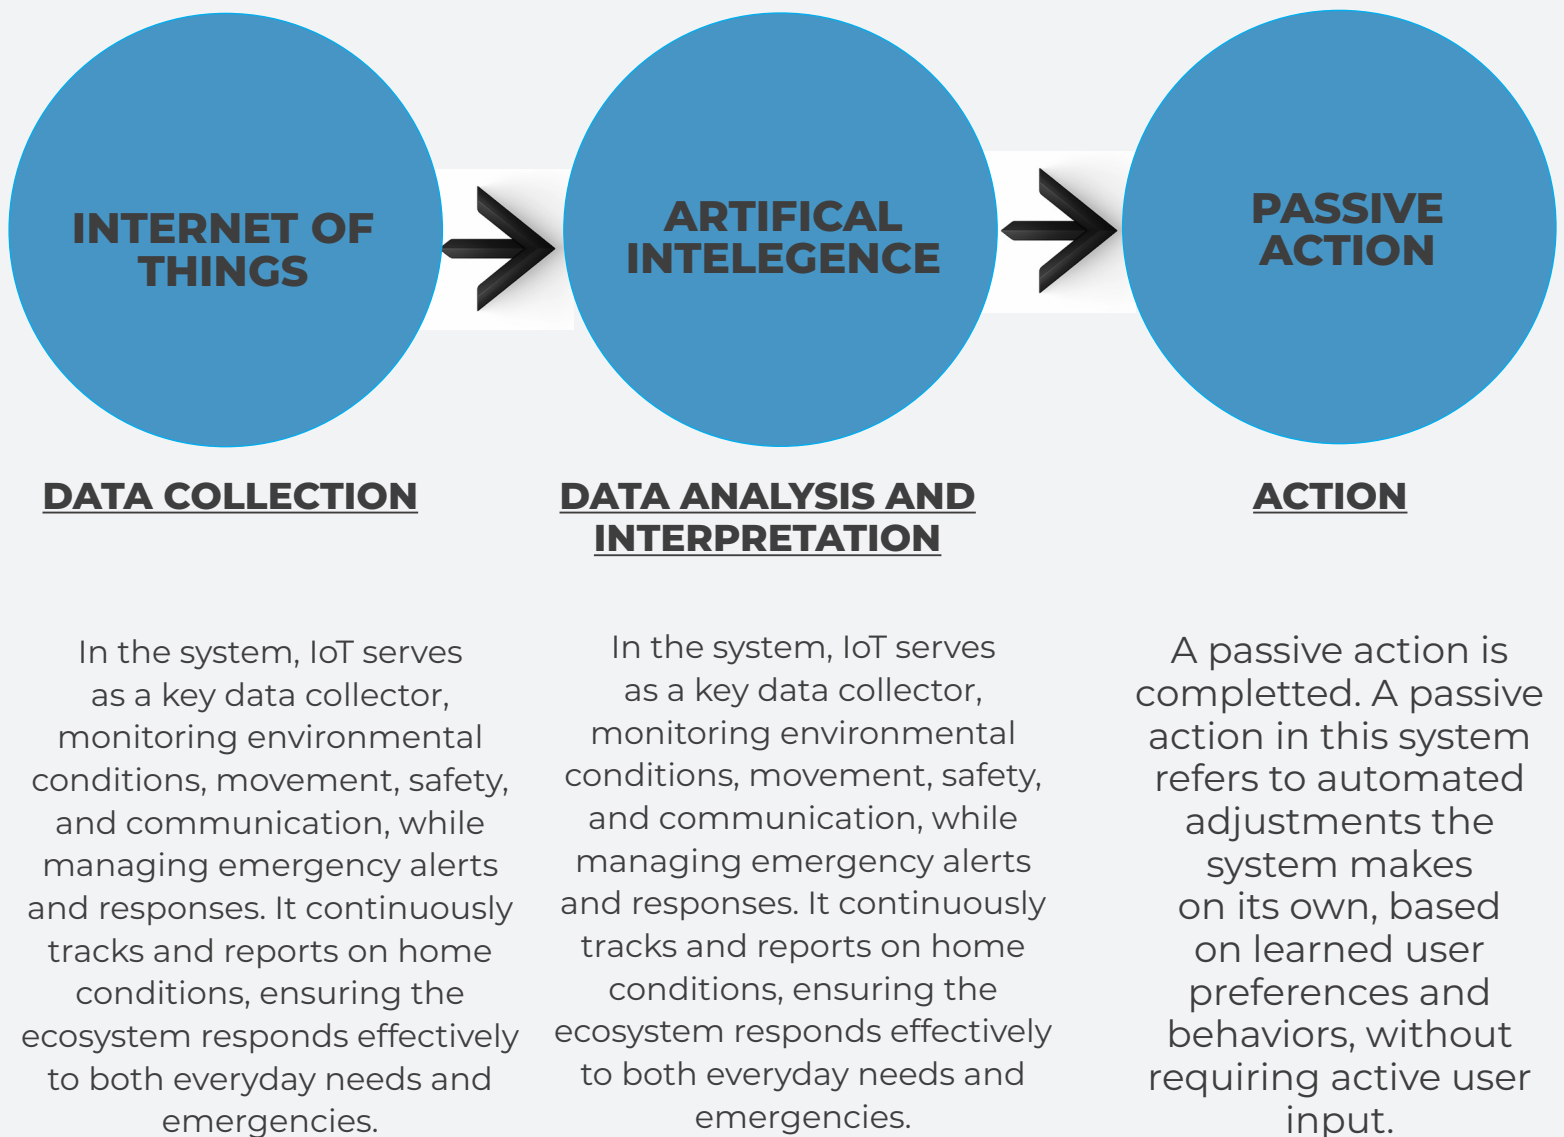 INTERNET OF
THINGS
ARTIFICAL
INTELEGENCE
PASSIVE
ACTION
DATA COLLECTION
DATA ANALYSIS AND
INTERPRETATION
ACTION
In the system, IoT serves
as a key data collector,
monitoring environmental
conditions, movement, safety,
and communication, while
managing emergency alerts
and responses. It continuously
tracks and reports on home
conditions, ensuring the
ecosystem responds effectively
to both everyday needs and
emergencies.
In the system, IoT serves
as a key data collector,
monitoring environmental
conditions, movement, safety,
and communication, while
managing emergency alerts
and responses. It continuously
tracks and reports on home
conditions, ensuring the
ecosystem responds effectively
to both everyday needs and
emergencies.
A passive action is
completted. A passive
action in this system
refers to automated
adjustments the
system makes
on its own, based
on learned user
preferences and
behaviors, without
requiring active user
input.